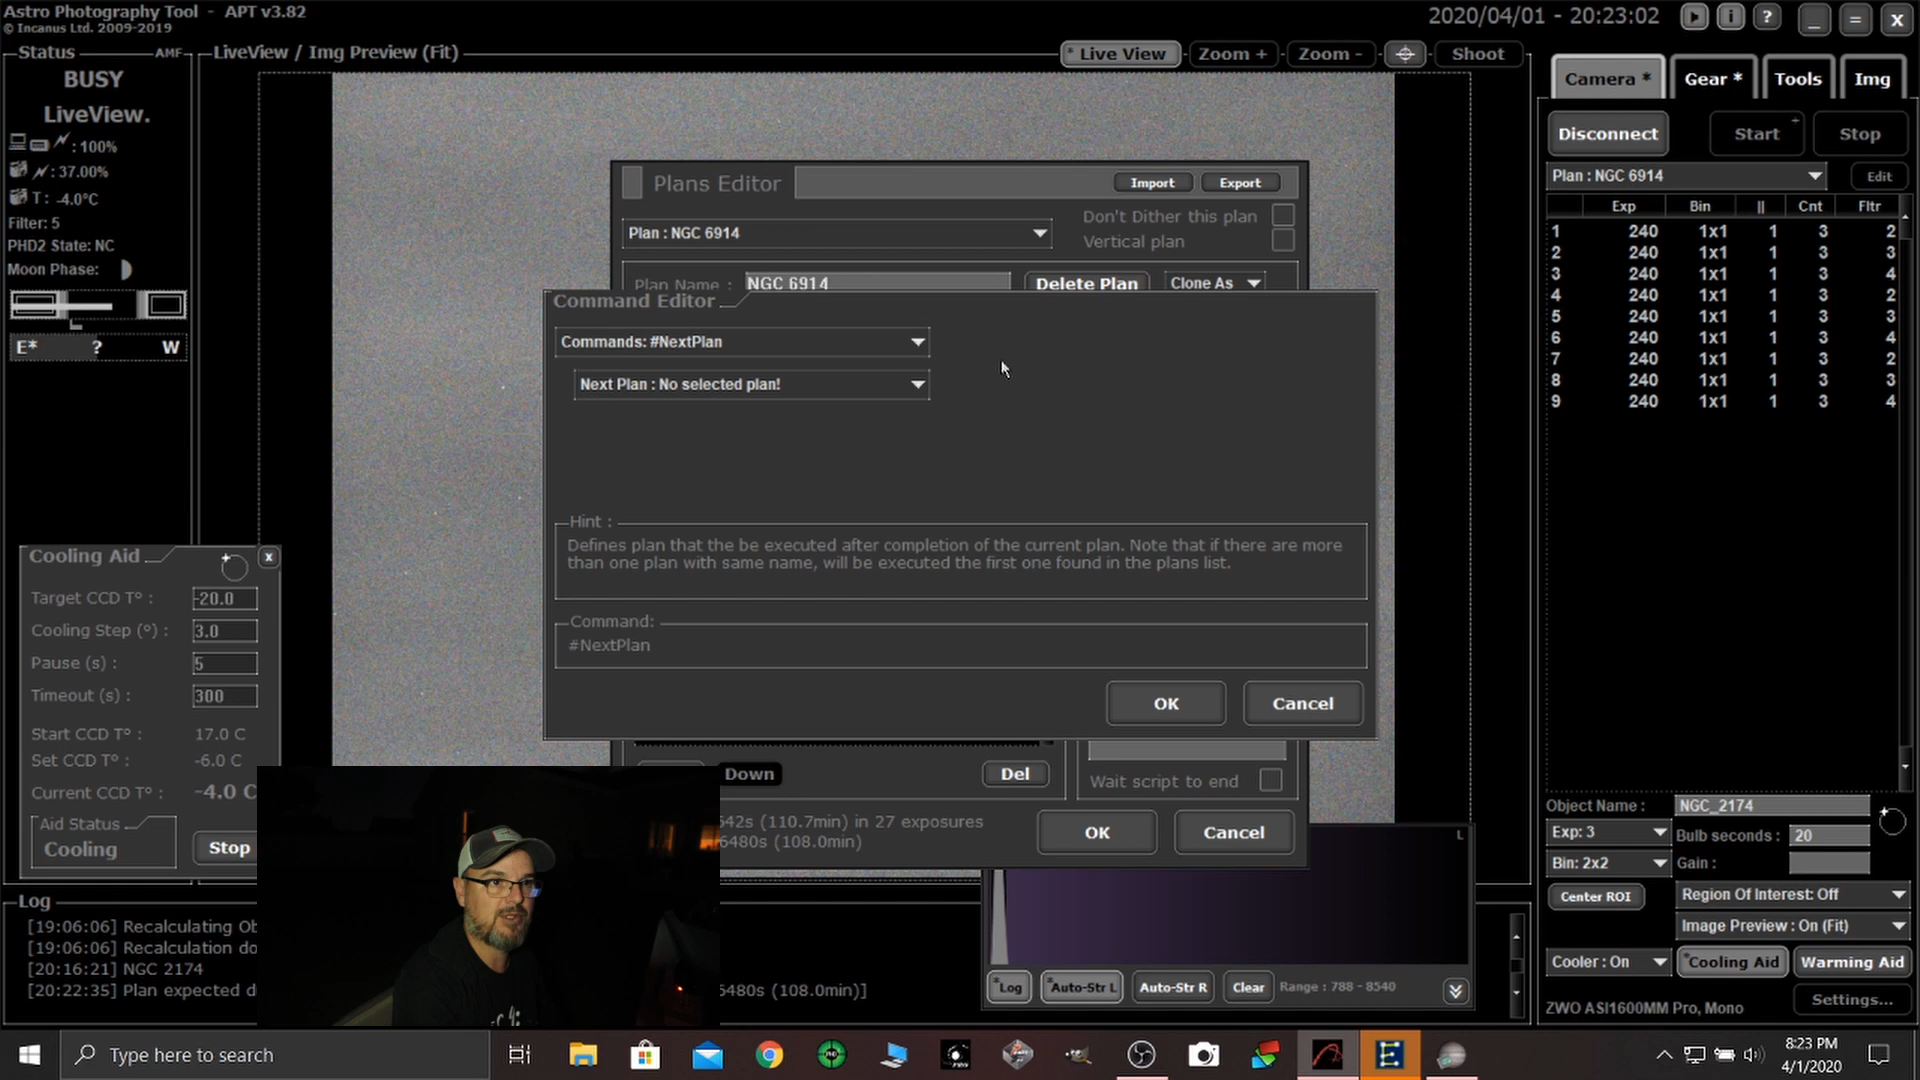 Astro Photography Tool - APT v3.82
© Incanus Ltd. 2009-2019
2020/04/01 - 20:23:02
i
?
_
=
x
Status
AMF
BUSY
LiveView.
: 100%
: 37.00%
T : -4.0°C
Filter: 5
PHD2 State: NC
Moon Phase:
E*
?
W
LiveView / Img Preview (Fit)
* Live View
Zoom +
Zoom -
Shoot
Plans Editor
Import
Export
Plan : NGC 6914
Don't Dither this plan
Vertical plan
Plan Name :
NGC 6914
Delete Plan
Clone As
Command Editor
Commands: #NextPlan
Next Plan : No selected plan!
Hint :
Defines plan that the be executed after completion of the current plan. Note that if there are more
than one plan with same name, will be executed the first one found in the plans list.
Command:
#NextPlan
OK
Cancel
Down
Del
Wait script to end
642s (110.7min) in 27 exposures
6480s (108.0min)
OK
Cancel
Cooling Aid
x
Target CCD T° :
-20.0
Cooling Step (°) :
3.0
Pause (s) :
5
Timeout (s) :
300
Start CCD T° :
17.0 C
Set CCD T° :
-6.0 C
Current CCD T° :
-4.0 C
Aid Status
Cooling
Stop
Log
[19:06:06] Recalculating Ob
[19:06:06] Recalculation do
[20:16:21] NGC 2174
[20:22:35] Plan expected d
6480s (108.0min)]
L
*Log
*Auto-Str L
Auto-Str R
Clear
Range : 788 - 8540
Camera *
Gear *
Tools
Img
Disconnect
Start
+
Stop
Plan : NGC 6914
Edit
Exp Bin || Cnt Fltr
1 240 1x1 1 3 2
2 240 1x1 1 3 3
3 240 1x1 1 3 4
4 240 1x1 1 3 2
5 240 1x1 1 3 3
6 240 1x1 1 3 4
7 240 1x1 1 3 2
8 240 1x1 1 3 3
9 240 1x1 1 3 4
Object Name :
NGC_2174
Exp: 3
Bulb seconds :
20
Bin: 2x2
Gain :
Center ROI
Region Of Interest: Off
Image Preview : On (Fit)
Cooler : On
*Cooling Aid
Warming Aid
ZWO ASI1600MM Pro, Mono
Settings...
Type here to search
8:23 PM
4/1/2020